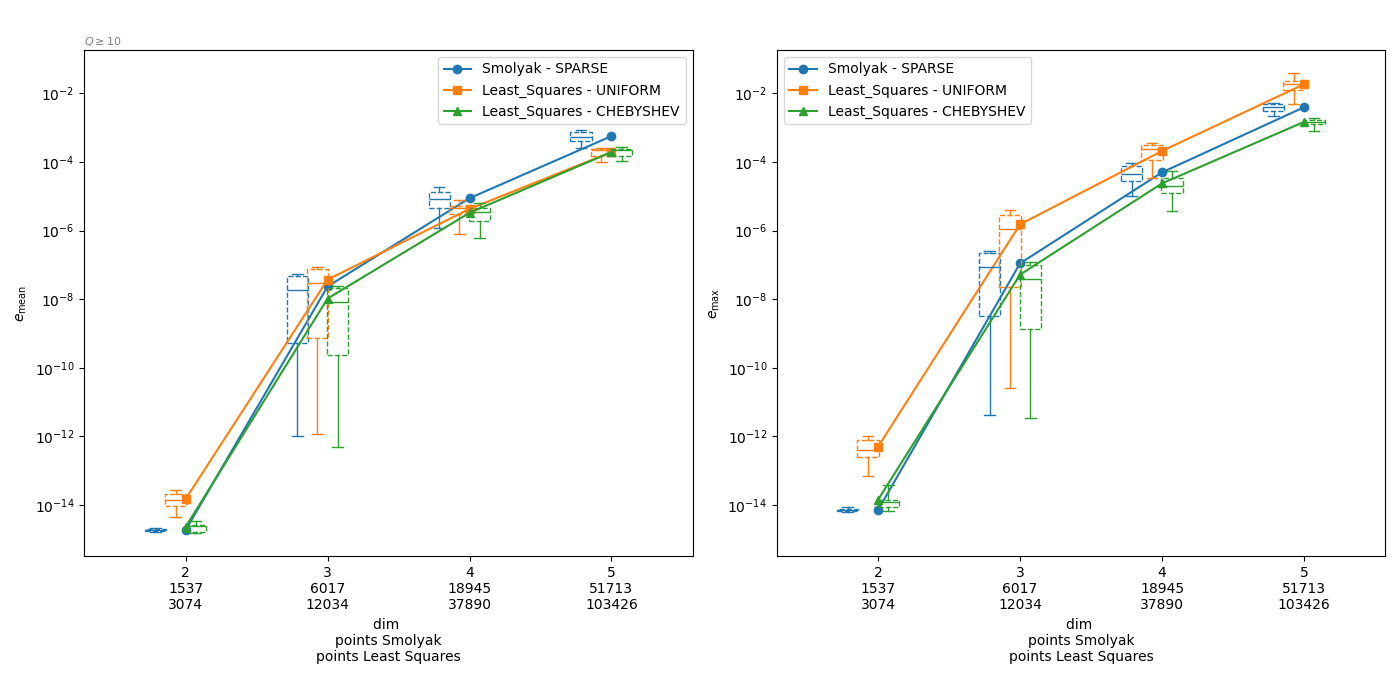 Q ≥ 10
Smolyak - SPARSE
Least_Squares - UNIFORM
Least_Squares - CHEBYSHEV
10⁻²
10⁻⁴
10⁻⁶
10⁻⁸
10⁻¹⁰
10⁻¹²
10⁻¹⁴
e_mean
2 3 4 5
1537 6017 18945 51713
3074 12034 37890 103426
dim
points Smolyak
points Least Squares
Smolyak - SPARSE
Least_Squares - UNIFORM
Least_Squares - CHEBYSHEV
10⁻²
10⁻⁴
10⁻⁶
10⁻⁸
10⁻¹⁰
10⁻¹²
10⁻¹⁴
e_max
2 3 4 5
1537 6017 18945 51713
3074 12034 37890 103426
dim
points Smolyak
points Least Squares